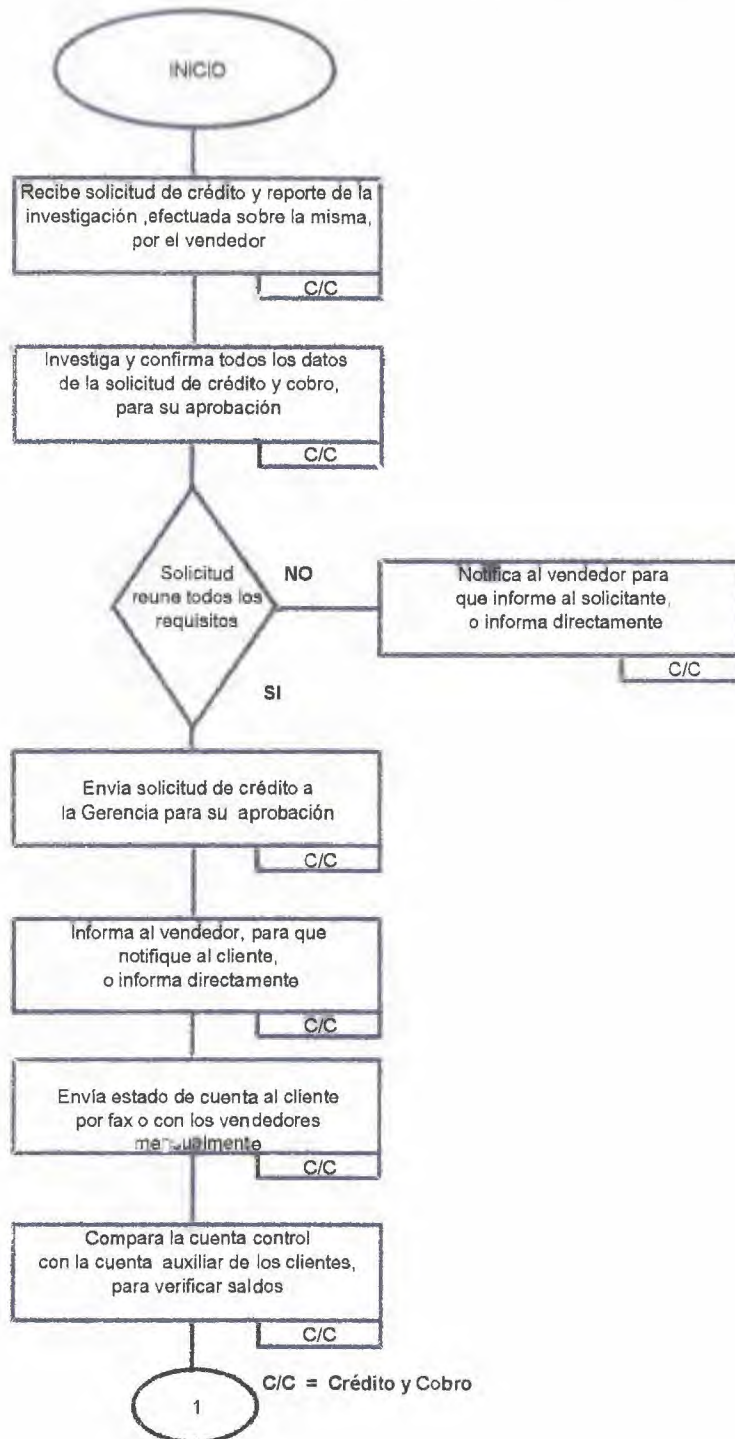 INICIO
Recibe solicitud de crédito y reporte de la
investigación ,efectuada sobre la misma,
por el vendedor
C/C
Investiga y confirma todos los datos
de la solicitud de crédito y cobro,
para su aprobación
C/C
Solicitud
reune todos los
requisitos
NO
Notifica al vendedor para
que informe al solicitante,
o informa directamente
C/C
SI
Envia solicitud de crédito a
la Gerencia para su aprobación
C/C
Informa al vendedor, para que
notifique al cliente,
o informa directamente
C/C
Envía estado de cuenta al cliente
por fax o con los vendedores
mensualmente
C/C
Compara la cuenta control
con la cuenta auxiliar de los clientes,
para verificar saldos
C/C
C/C = Crédito y Cobro
1